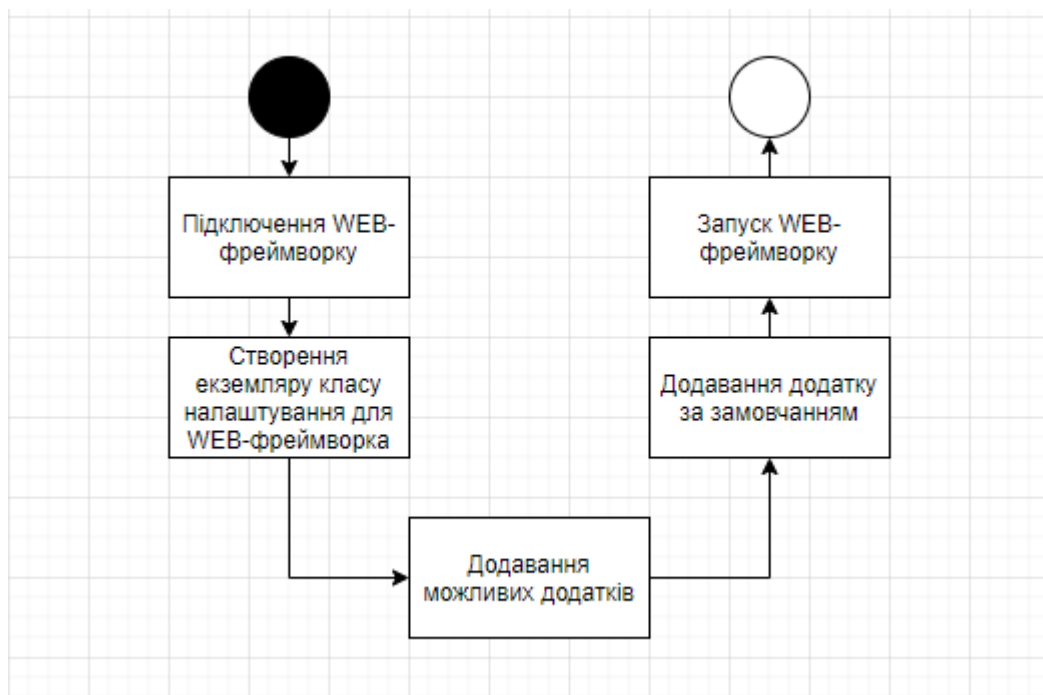 Підключення WEB-
фреймворку
Створення
екземляру класу
налаштування для
WEB-фреймворка
Додавання
можливих додатків
Додавання додатку
за замовчанням
Запуск WEB-
фреймворку